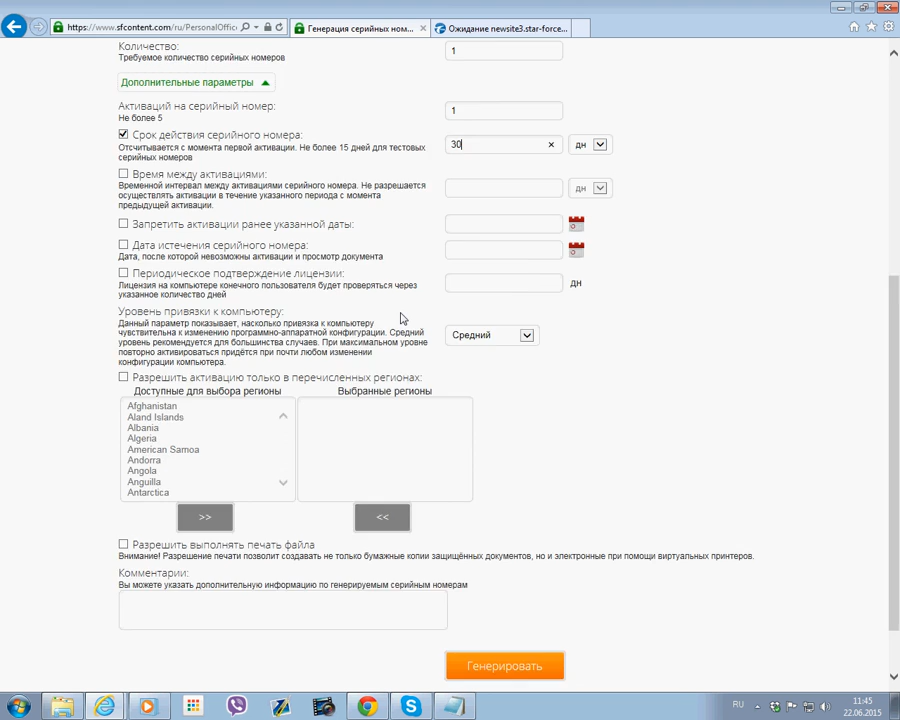 https://www.sfcontent.com/ru/PersonalOffic
Генерация серийных ном...
Ожидание newsite3.star-force...
Количество:
Требуемое количество серийных номеров
1
Дополнительные параметры
Активаций на серийный номер:
Не более 5
1
Срок действия серийного номера:
Отсчитывается с момента первой активации. Не более 15 дней для тестовых
серийных номеров
30
дн
Время между активациями:
Временной интервал между активациями серийного номера. Не разрешается
осуществлять активации в течение указанного периода с момента
предыдущей активации.
дн
Запретить активации ранее указанной даты:
Дата истечения серийного номера:
Дата, после которой невозможны активации и просмотр документа
Периодическое подтверждение лицензии:
Лицензия на компьютере конечного пользователя будет проверяться через
указанное количество дней
дн
Уровень привязки к компьютеру:
Данный параметр показывает, насколько привязка к компьютеру
чувствительна к изменению программно-аппаратной конфигурации. Средний
уровень рекомендуется для большинства случаев. При максимальном уровне
повторно активироваться придётся при почти любом изменении
конфигурации компьютера.
Средний
Разрешить активацию только в перечисленных регионах:
Доступные для выбора регионы
Выбранные регионы
Afghanistan
Aland Islands
Albania
Algeria
American Samoa
Andorra
Angola
Anguilla
Antarctica
>>
<<
Разрешить выполнять печать файла
Внимание! Разрешение печати позволит создавать не только бумажные копии защищённых документов, но и электронные при помощи виртуальных принтеров.
Комментарии:
Вы можете указать дополнительную информацию по генерируемым серийным номерам
Генерировать
RU
11:45
22.06.2015